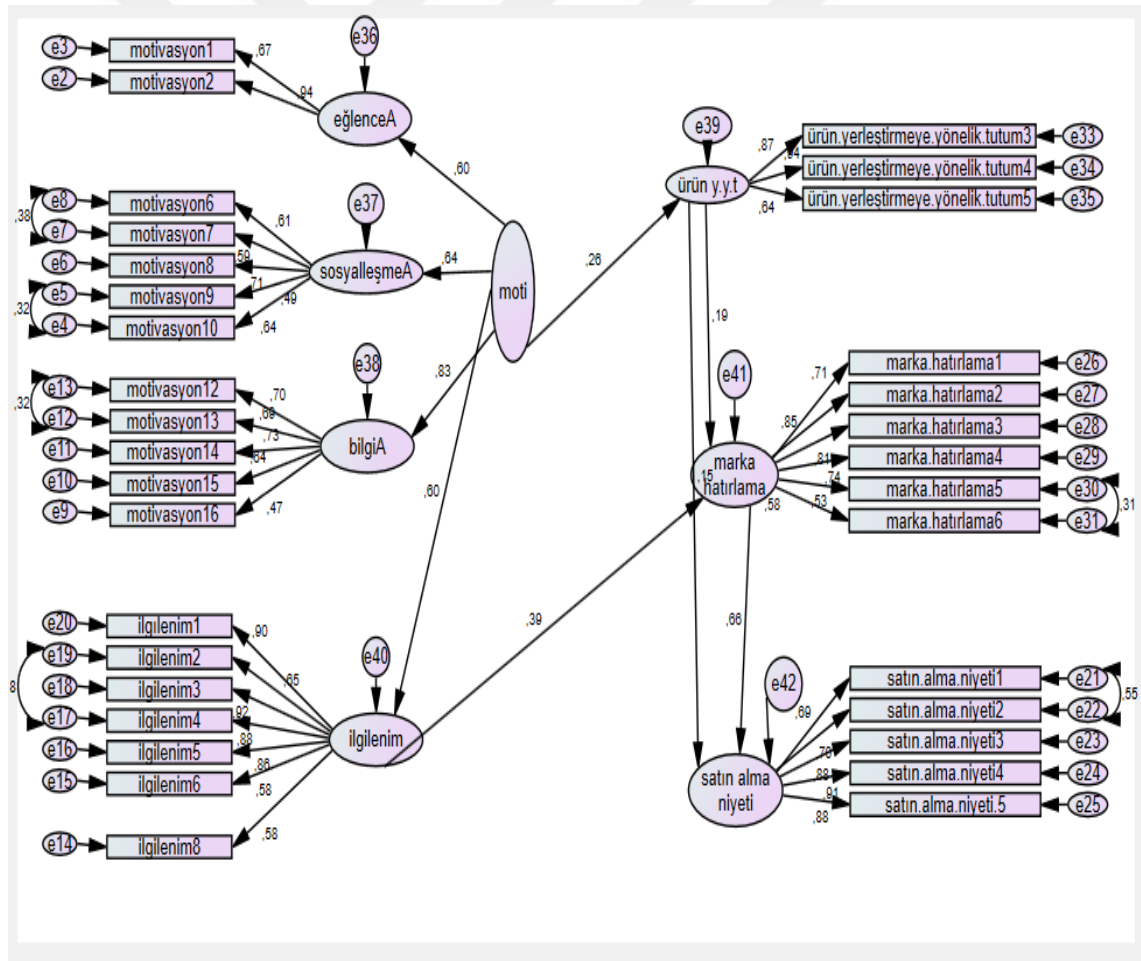 e3
motivasyon1
,67
e2
motivasyon2
,94
e36
eğlenceA
,60
e8
motivasyon6
,61
,38
e7
motivasyon7
e6
motivasyon8
,59
e5
motivasyon9
,71
,32
e4
motivasyon10
,49
,64
e37
sosyalleşmeA
,64
moti
,26
e13
motivasyon12
,70
,32
e12
motivasyon13
,69
e11
motivasyon14
,73
e10
motivasyon15
,64
e9
motivasyon16
,47
e38
bilgiA
,83
,60
e20
ilgilenim1
,90
e19
ilgilenim2
,65
8
e18
ilgilenim3
e17
ilgilenim4
,92
e16
ilgilenim5
,88
e15
ilgilenim6
,86
,58
e14
ilgilenim8
,58
e40
ilgilenim
,39
e39
ürün y.y.t
,87
ürün.yerleştirmeye.yönelik.tutum3
e33
ürün.yerleştirmeye.yönelik.tutum4
e34
,64
ürün.yerleştirmeye.yönelik.tutum5
e35
,19
,15
e41
marka
hatırlama
,71
marka.hatırlama1
e26
marka.hatırlama2
e27
,85
marka.hatırlama3
e28
,81
marka.hatırlama4
e29
,74
marka.hatırlama5
e30
,58
,53
marka.hatırlama6
e31
,31
,66
e42
satın alma
niyeti
,69
satın.alma.niyeti1
e21
,55
satın.alma.niyeti2
e22
satın.alma.niyeti3
e23
,88
satın.alma.niyeti4
e24
,91
,88
satın.alma.niyeti.5
e25